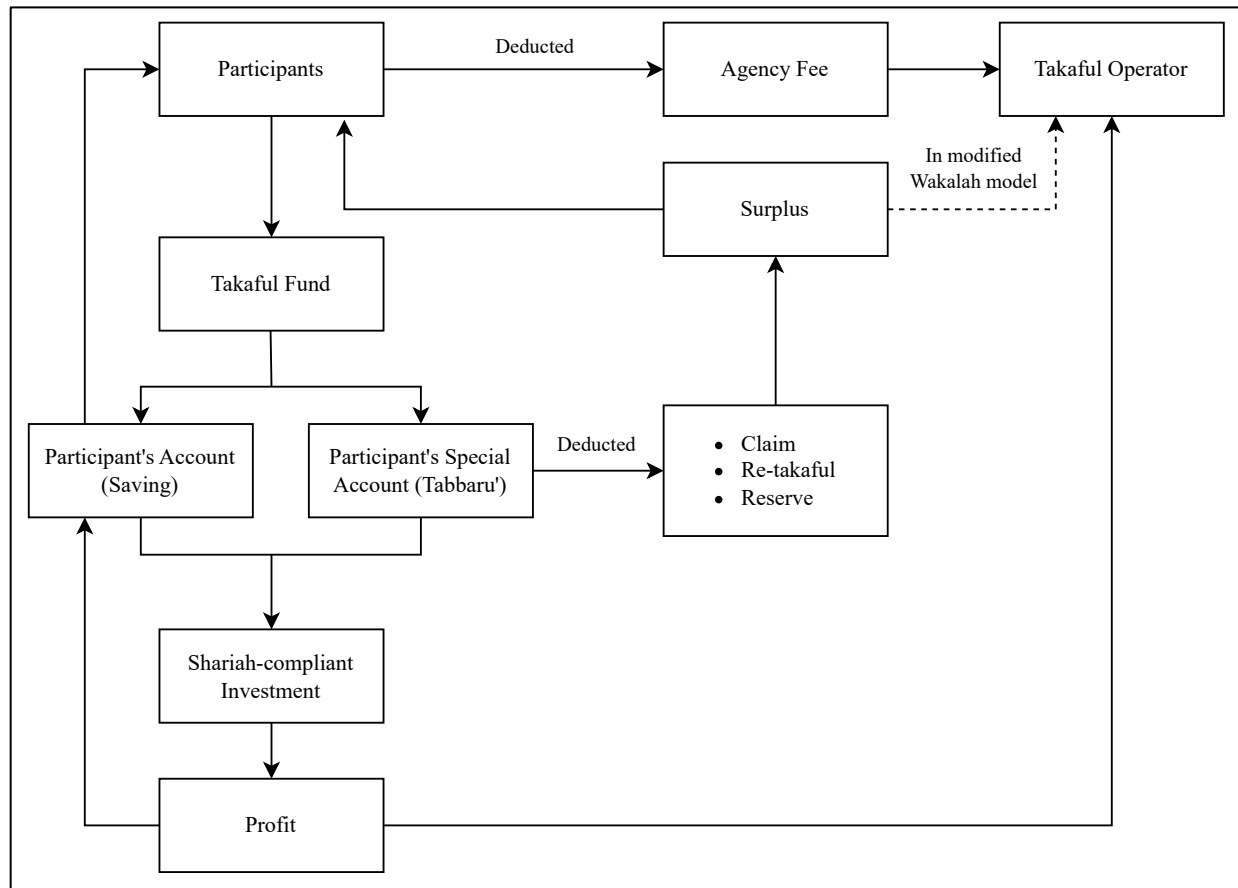 Participants
Deducted
Agency Fee
Takaful Operator
In modified
Wakalah model
Surplus
Takaful Fund
Participant's Account
(Saving)
Participant's Special
Account (Tabbaru')
Deducted
• Claim
• Re-takaful
• Reserve
Shariah-compliant
Investment
Profit